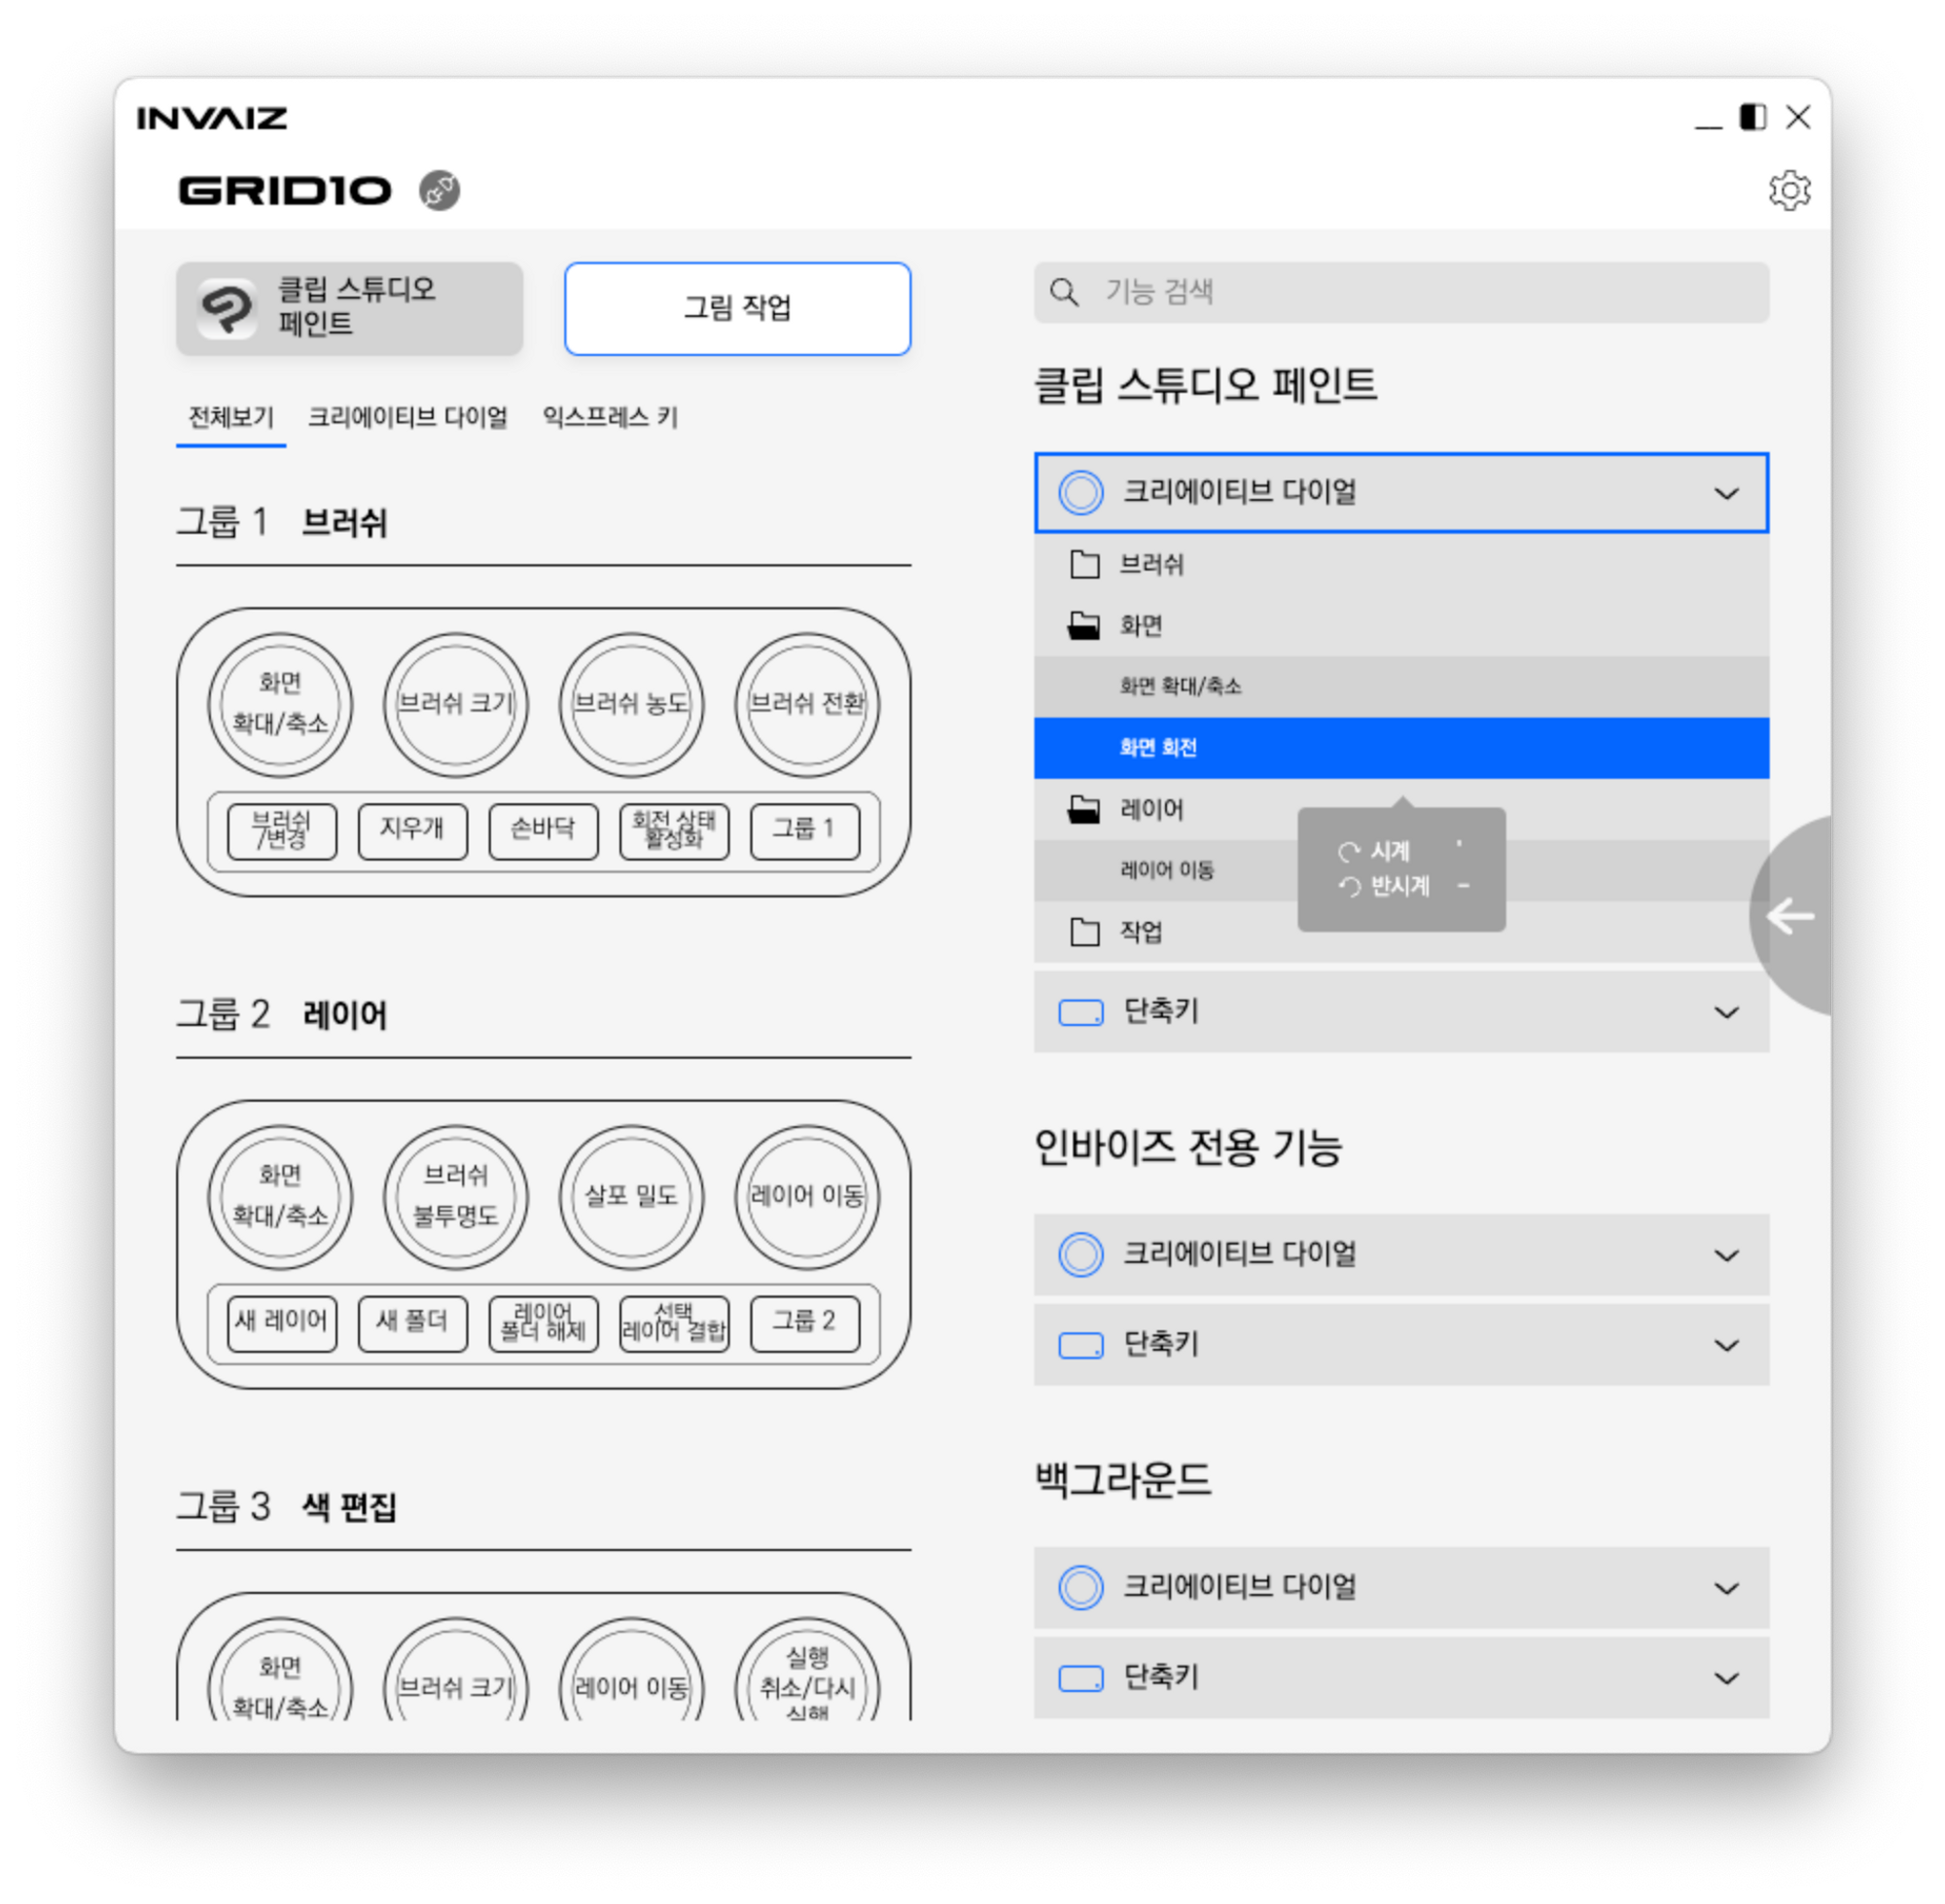 INVAIZ
GRID10
클립 스튜디오
페인트
그림 작업
전체보기
크리에이티브 다이얼
익스프레스 키
그룹 1 브러쉬
화면
확대/축소
브러쉬 크기
브러쉬 농도
브러쉬 전환
브러쉬
/변경
지우개
손바닥
회전 상태
활성화
그룹 1
그룹 2 레이어
화면
확대/축소
브러쉬
불투명도
살포 밀도
레이어 이동
새 레이어
새 폴더
레이어
폴더 해제
선택
레이어 결합
그룹 2
그룹 3 색 편집
화면
확대/축소
브러쉬 크기
레이어 이동
실행
취소/다시
실행
기능 검색
클립 스튜디오 페인트
크리에이티브 다이얼
브러쉬
화면
화면 확대/축소
화면 회전
레이어
시계 '
반시계 -
레이어 이동
작업
단축키
인바이즈 전용 기능
크리에이티브 다이얼
단축키
백그라운드
크리에이티브 다이얼
단축키